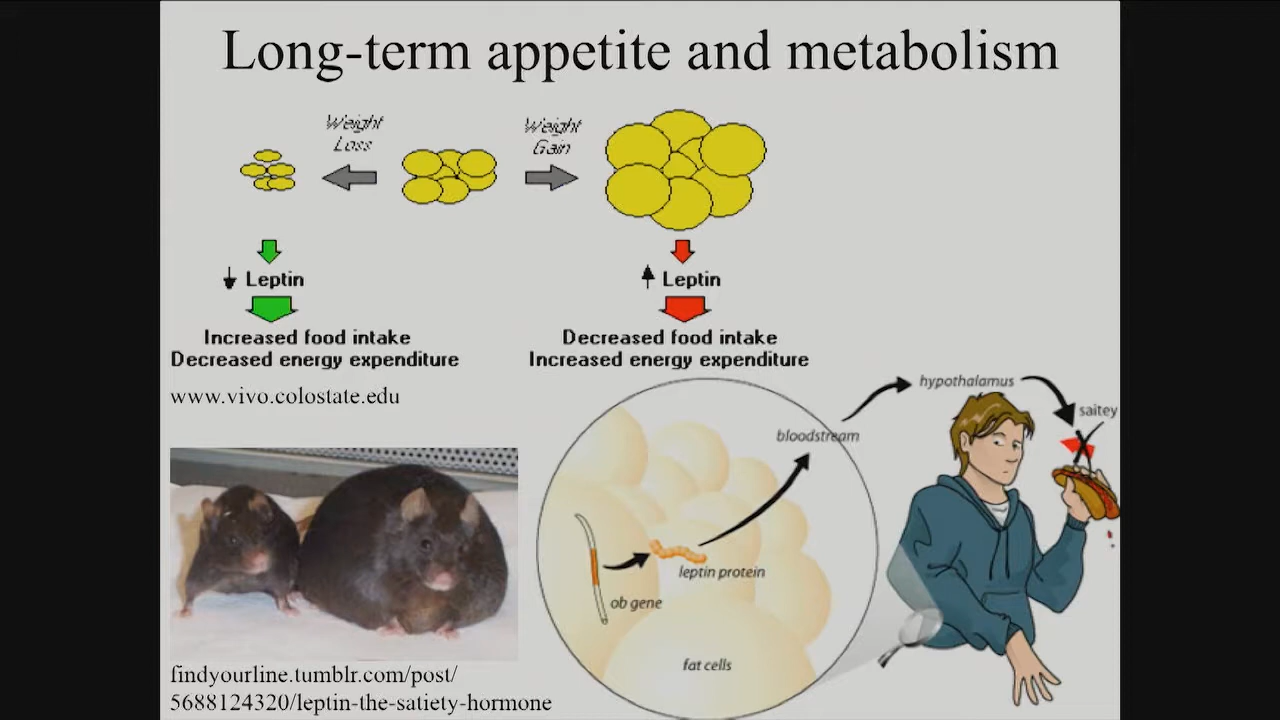 Long-term appetite and metabolism
Weight
Loss
Weight
Gain
Leptin
Increased food intake
Decreased energy expenditure
Leptin
Decreased food intake
Increased energy expenditure
www.vivo.colostate.edu
hypothalamus
saitey
bloodstream
leptin protein
ob gene
fat cells
findyourline.tumblr.com/post/
5688124320/leptin-the-satiety-hormone